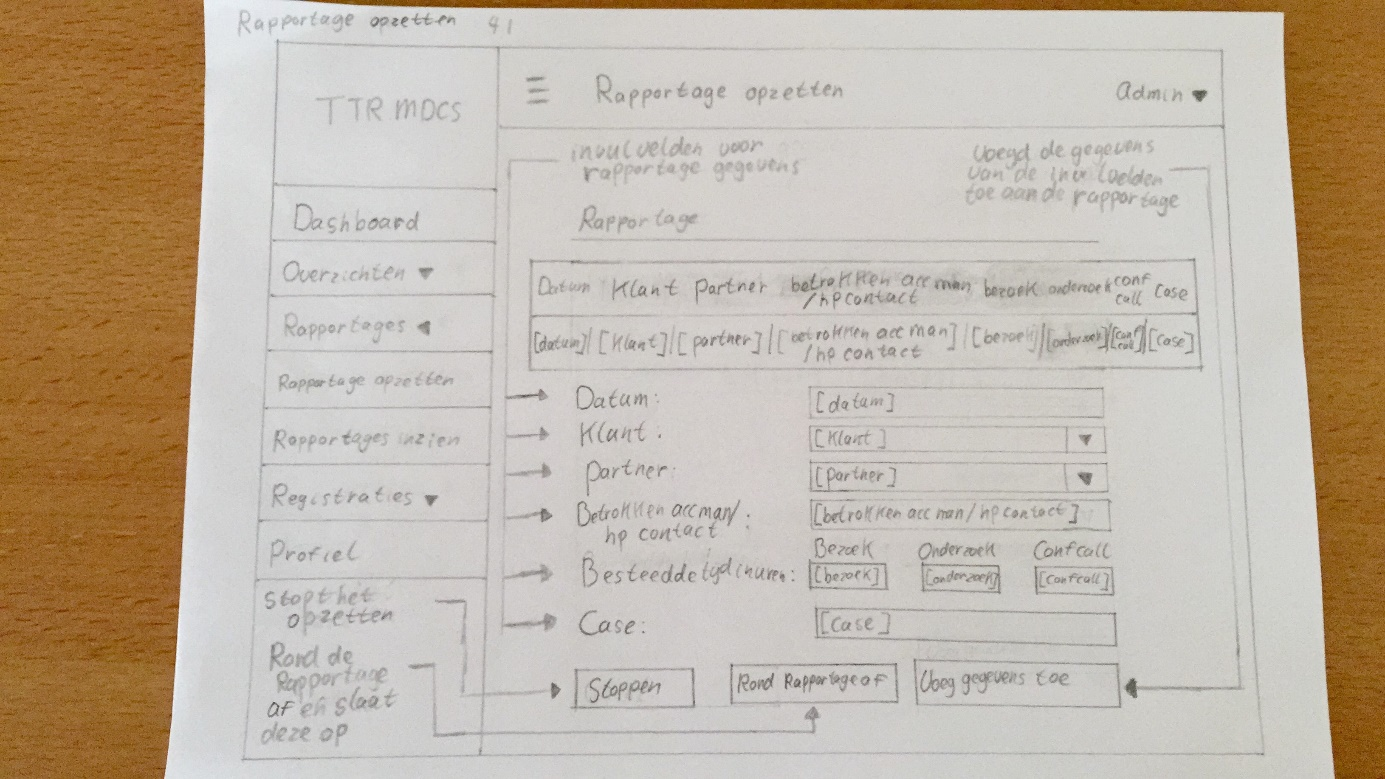 Rapportage opzetten 41
TTR MDCS
Rapportage opzetten
Admin
Dashboard
Overzichten
Rapportages
Rapportage opzetten
Rapportages inzien
Registraties
Profiel
Stopt het
opzetten
Rond de
Rapportage
af en slaat
deze op
invulvelden voor
rapportage gegevens
Voegd de gegevens
van de invulvelden
toe aan de rapportage
Rapportage
Datum Klant Partner betrokken acc man bezoek onderzoek conf Case
/hp contact call
[datum]/[Klant]/[partner]/[betrokken acc man/[bezoek]/[onderzoek]/[conf/[Case]
/hp contact call]
Datum: [datum]
Klant: [Klant]
partner: [Partner]
Betrokken acc man/ : [betrokken acc man/hp contact]
hp contact
Bezoek Onderzoek Confcall
Besteedde tyd in uren: [bezoek] [onderzoek] [Confcall]
Case: [Case]
Stoppen Rond Rapportage af Voeg gegevens toe